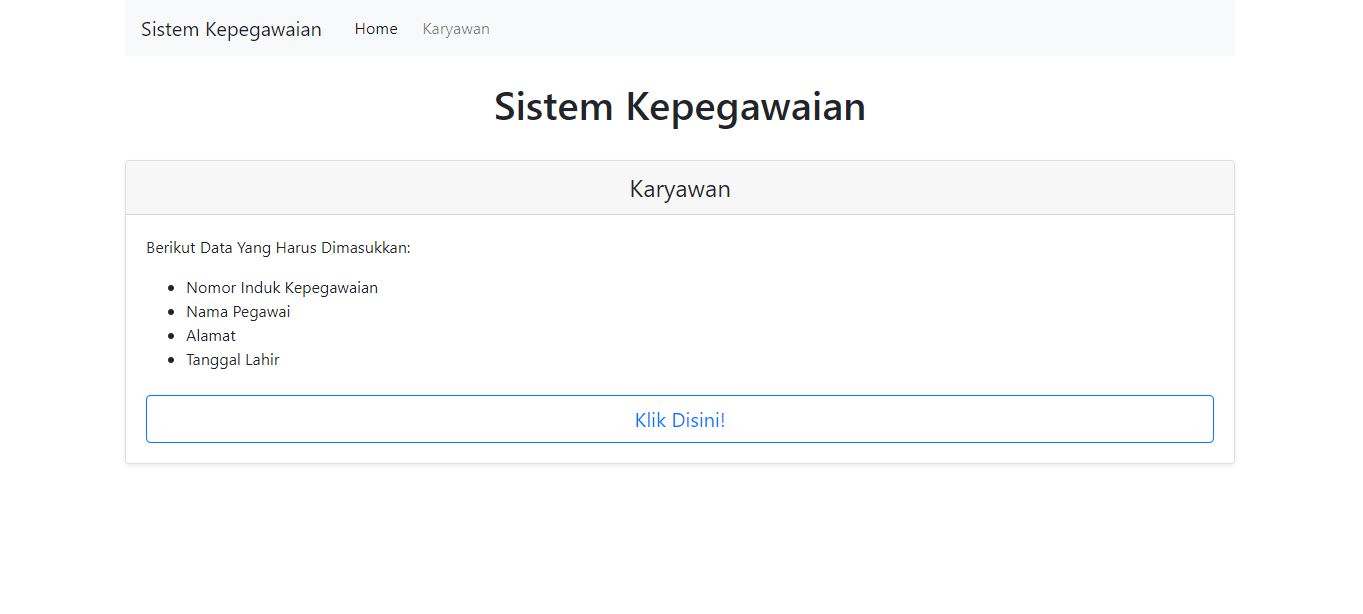 Sistem Kepegawaian Home Karyawan
Sistem Kepegawaian
Karyawan
Berikut Data Yang Harus Dimasukkan:
Nomor Induk Kepegawaian
Nama Pegawai
Alamat
Tanggal Lahir
Klik Disini!